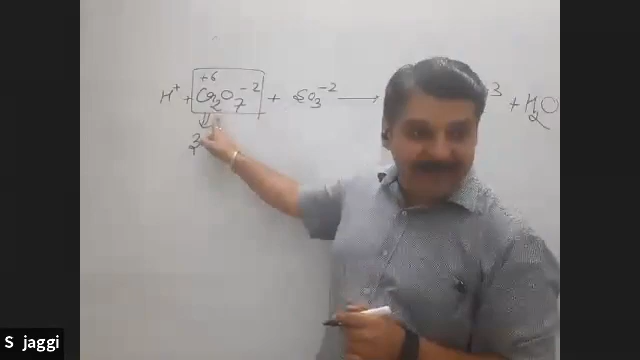 +6
H⁺ + Cr₂O₇⁻² + SO₃⁻² ⟶ ³ + H₂O
2
S jaggi